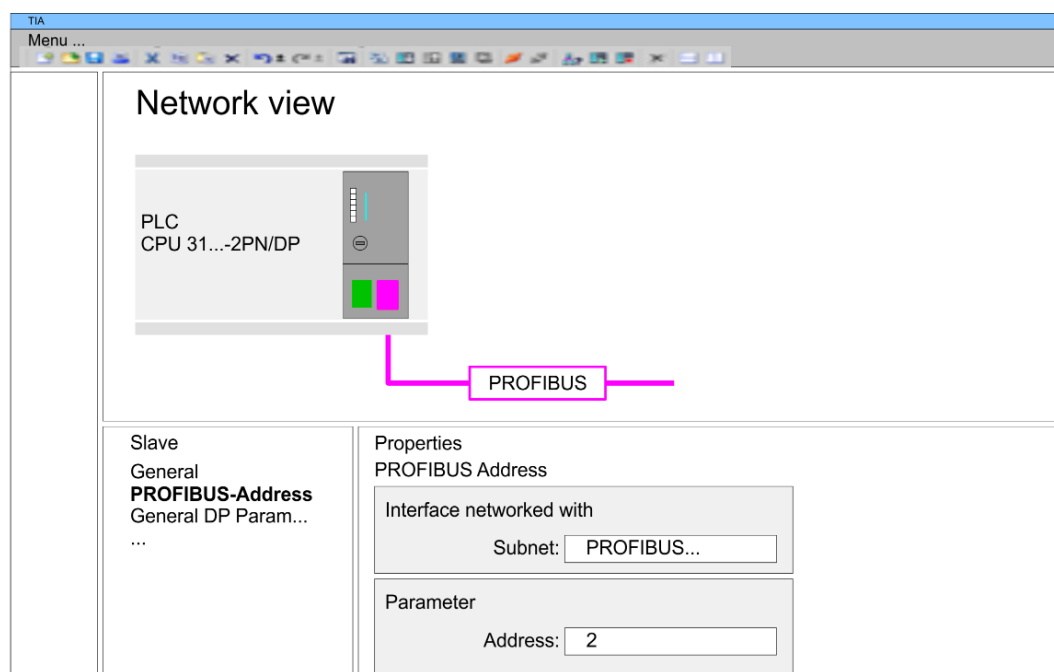 TIA
Menu ...
Network view
PLC
CPU 31...-2PN/DP
PROFIBUS
Slave
General
PROFIBUS-Address
General DP Param...
...
Properties
PROFIBUS Address
Interface networked with
Subnet: PROFIBUS...
Parameter
Address: 2